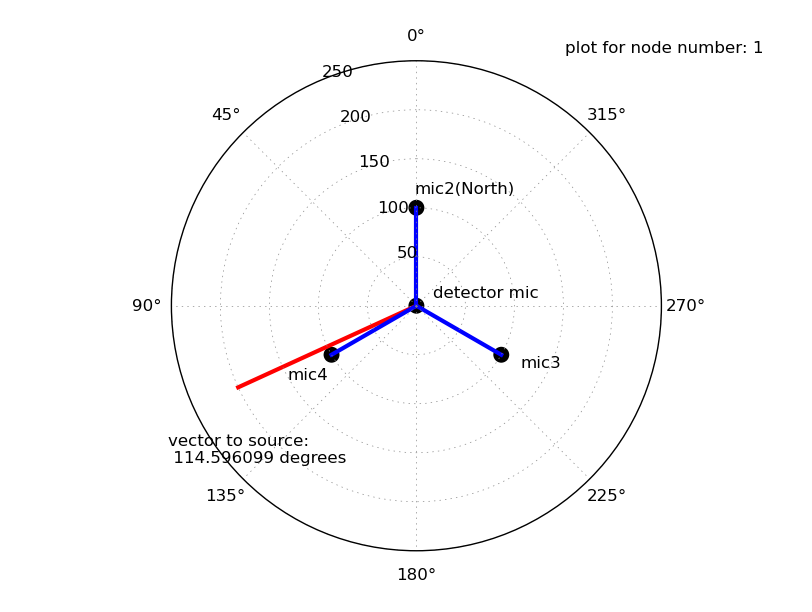 0°
plot for node number: 1
250
45°
315°
200
150
mic2(North)
100
50
detector mic
90°
270°
mic3
mic4
vector to source:
114.596099 degrees
135°
225°
180°